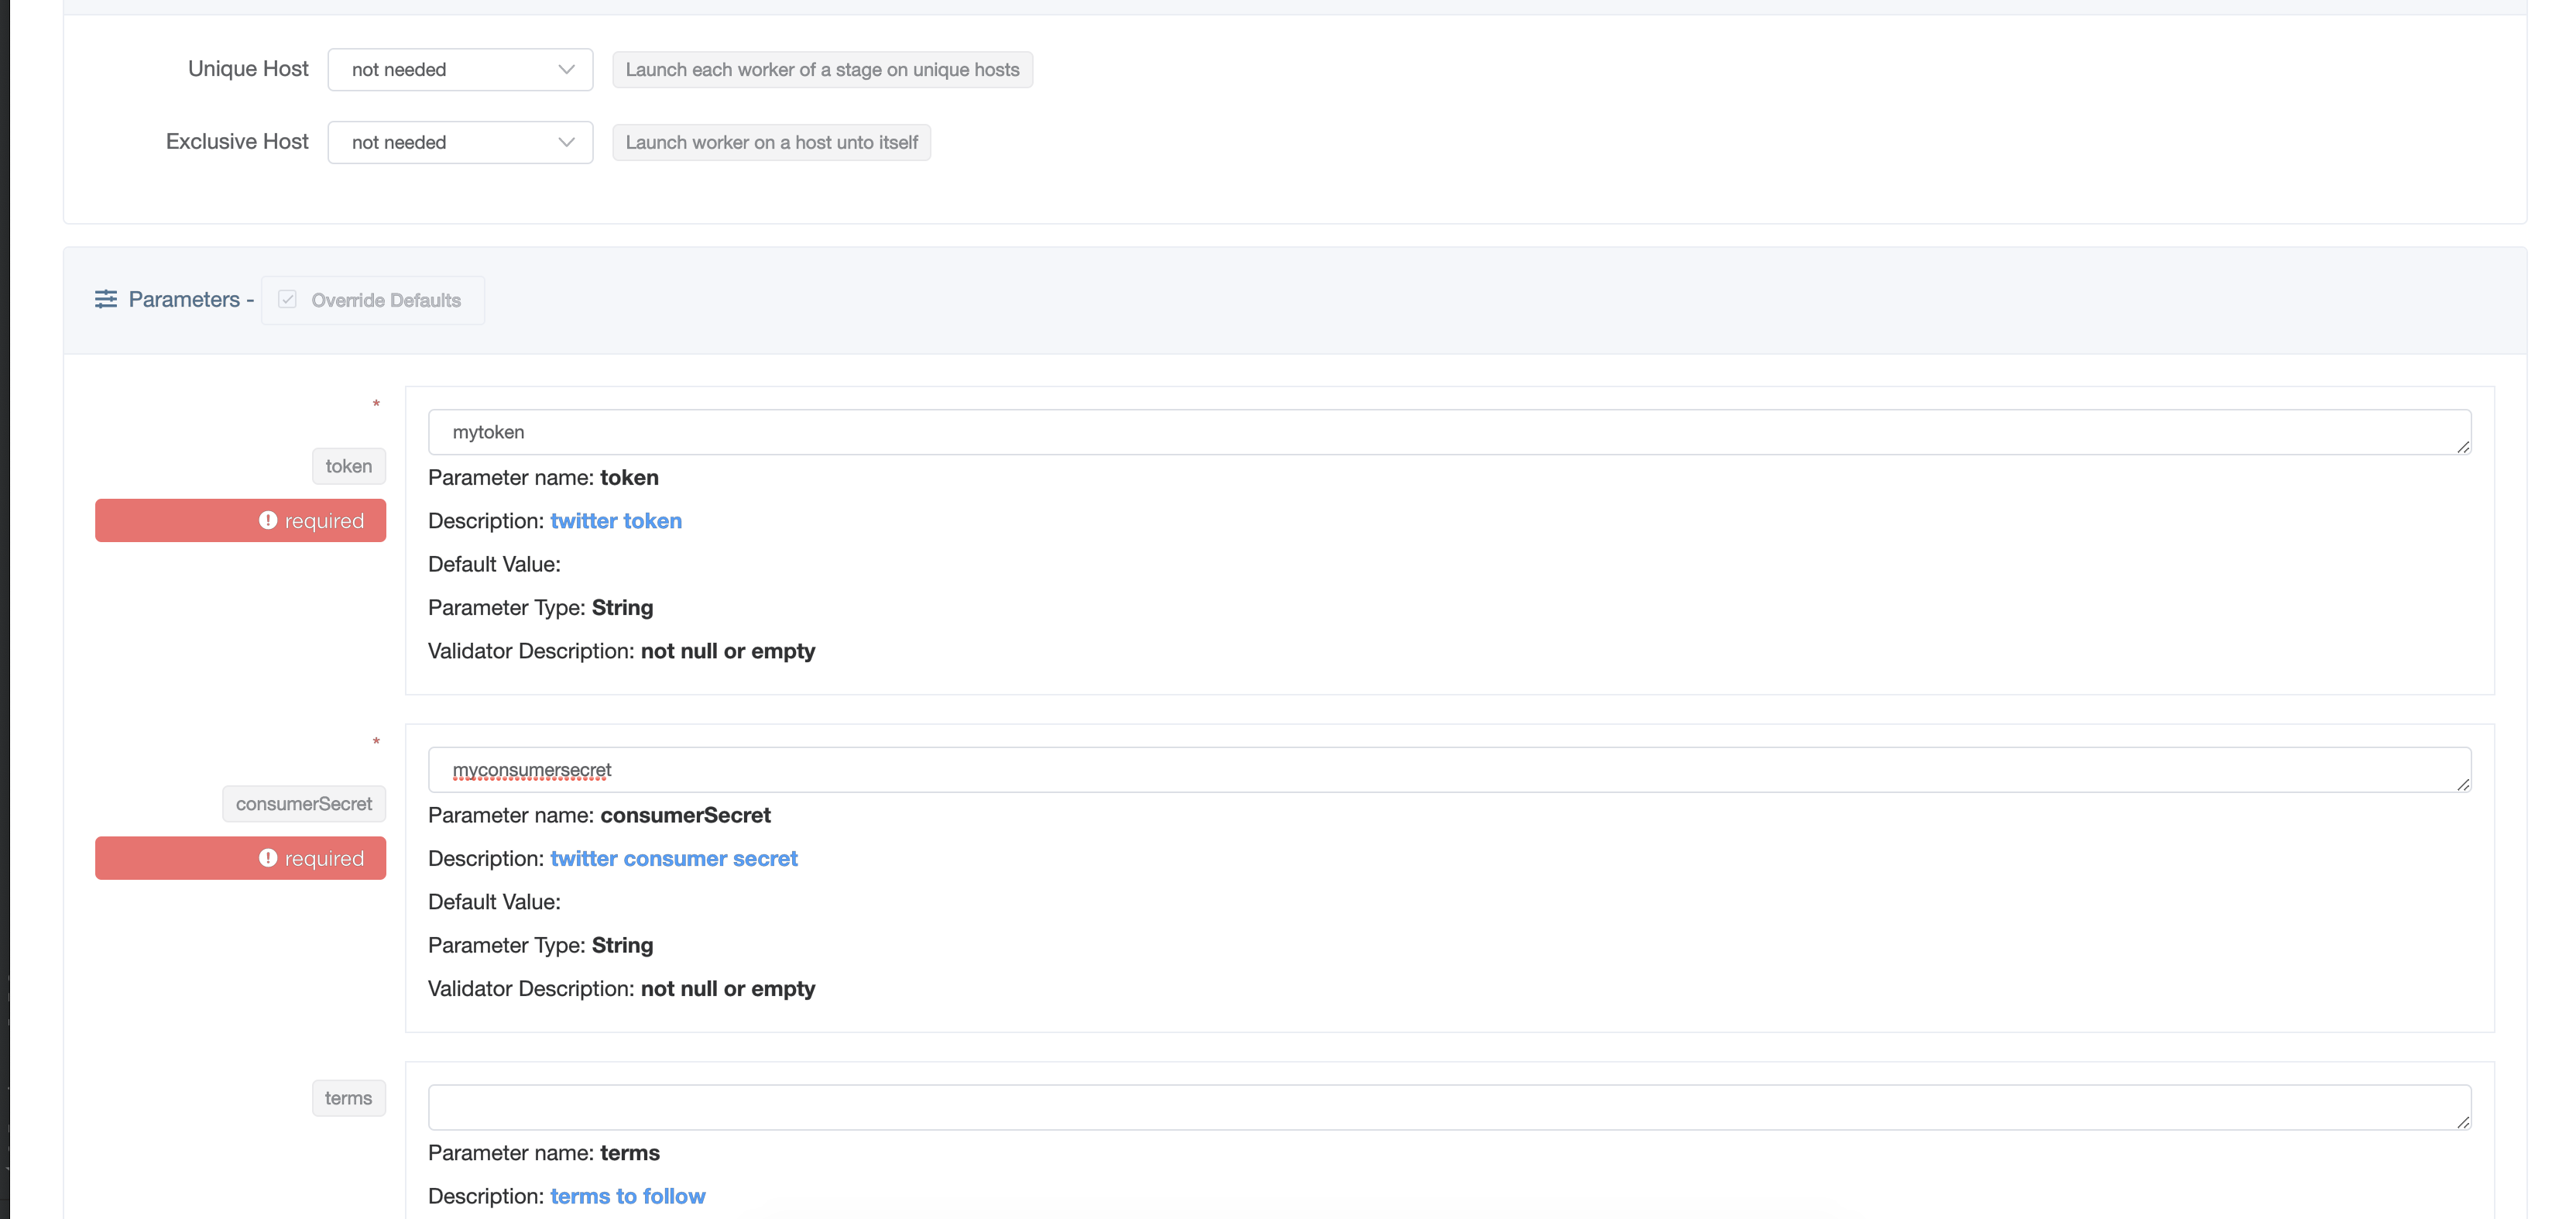 Unique Host not needed Launch each worker of a stage on unique hosts
Exclusive Host not needed Launch worker on a host unto itself
Parameters - Override Defaults
*
mytoken
token
Parameter name: token
required
Description: twitter token
Default Value:
Parameter Type: String
Validator Description: not null or empty
*
myconsumersecret
consumerSecret
Parameter name: consumerSecret
required
Description: twitter consumer secret
Default Value:
Parameter Type: String
Validator Description: not null or empty
terms
Parameter name: terms
Description: terms to follow